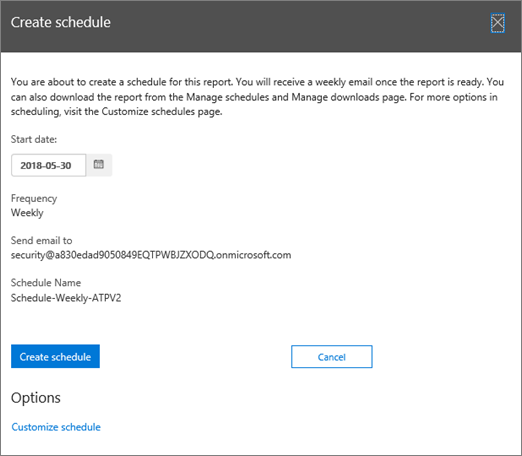 Create schedule
You are about to create a schedule for this report. You will receive a weekly email once the report is ready. You
can also download the report from the Manage schedules and Manage downloads page. For more options in
scheduling, visit the Customize schedules page.
Start date:
2018-05-30
Frequency
Weekly
Send email to
security@a830edad9050849EQTPWBJZXODQ.onmicrosoft.com
Schedule Name
Schedule-Weekly-ATPV2
Create schedule
Cancel
Options
Customize schedule